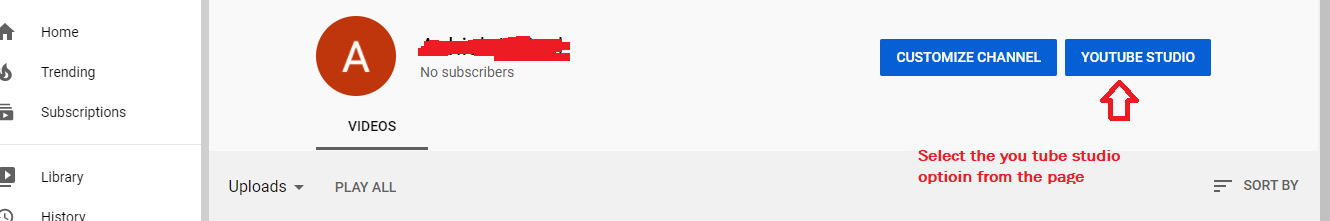 Home
Trending
Subscriptions
Library
History
A
No subscribers
CUSTOMIZE CHANNEL
YOUTUBE STUDIO
VIDEOS
Select the you tube studio
optioin from the page
Uploads
PLAY ALL
SORT BY